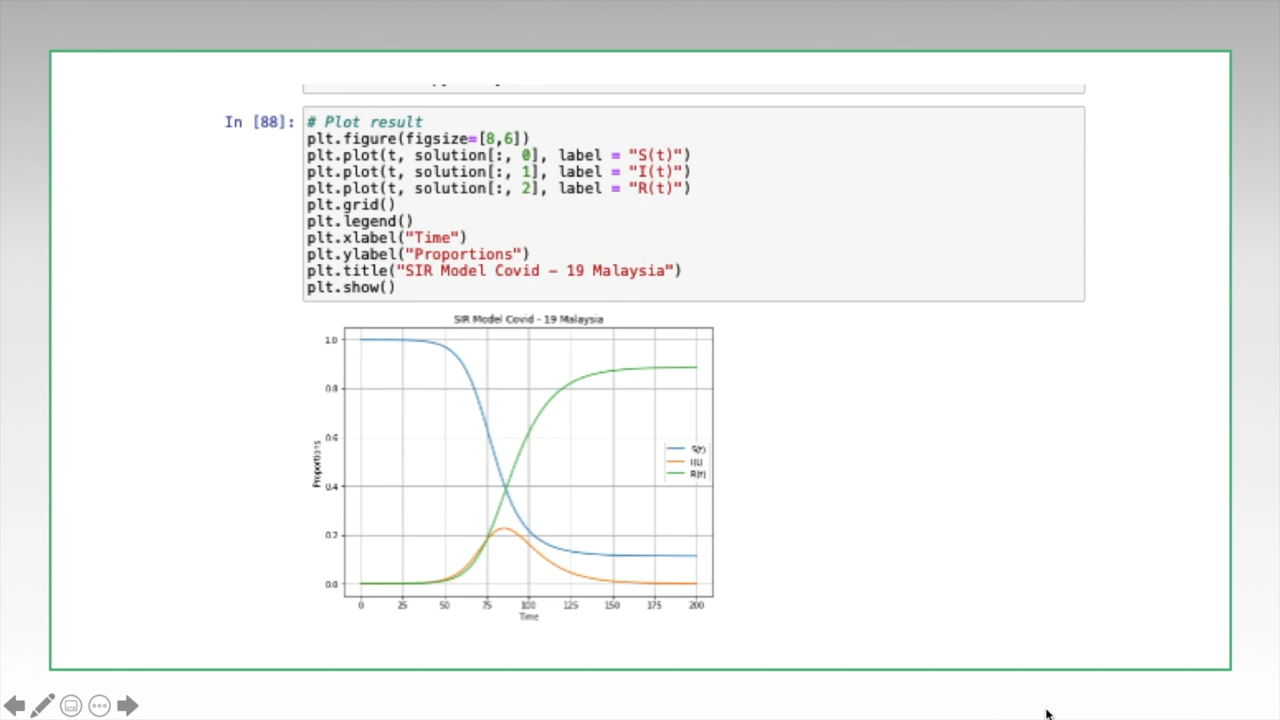 In [88]:
# Plot result
plt.figure(figsize=[8,6])
plt.plot(t, solution[:, 0], label = "S(t)")
plt.plot(t, solution[:, 1], label = "I(t)")
plt.plot(t, solution[:, 2], label = "R(t)")
plt.grid()
plt.legend()
plt.xlabel("Time")
plt.ylabel("Proportions")
plt.title("SIR Model Covid – 19 Malaysia")
plt.show()
SIR Model Covid - 19 Malaysia
1.0
0.8
0.6
0.4
0.2
0.0
Proportions
S(t)
I(t)
R(t)
0 25 50 75 100 125 150 175 200
Time